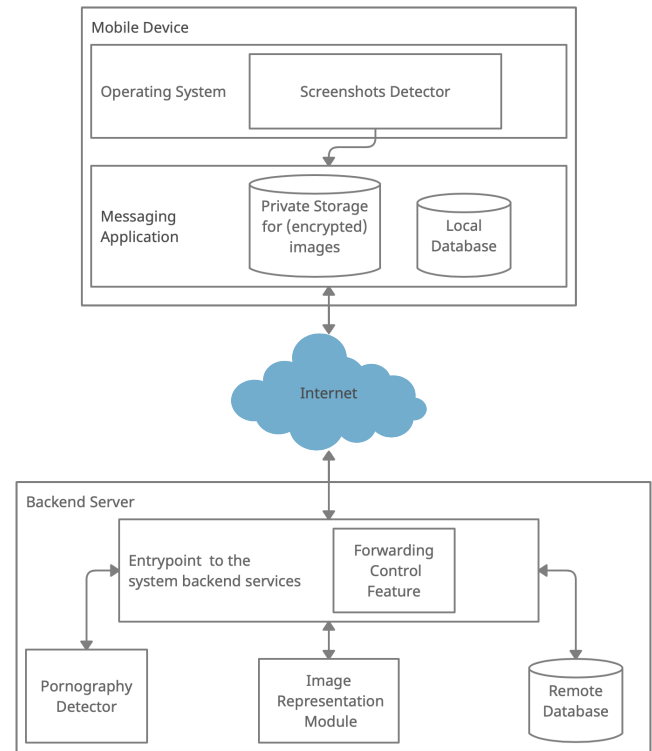 Mobile Device
Operating System
Screenshots Detector
Messaging
Application
Private Storage
for (encrypted)
images
Local
Database
Internet
Backend Server
Entrypoint to the
system backend services
Forwarding
Control
Feature
Pornography
Detector
Image
Representation
Module
Remote
Database